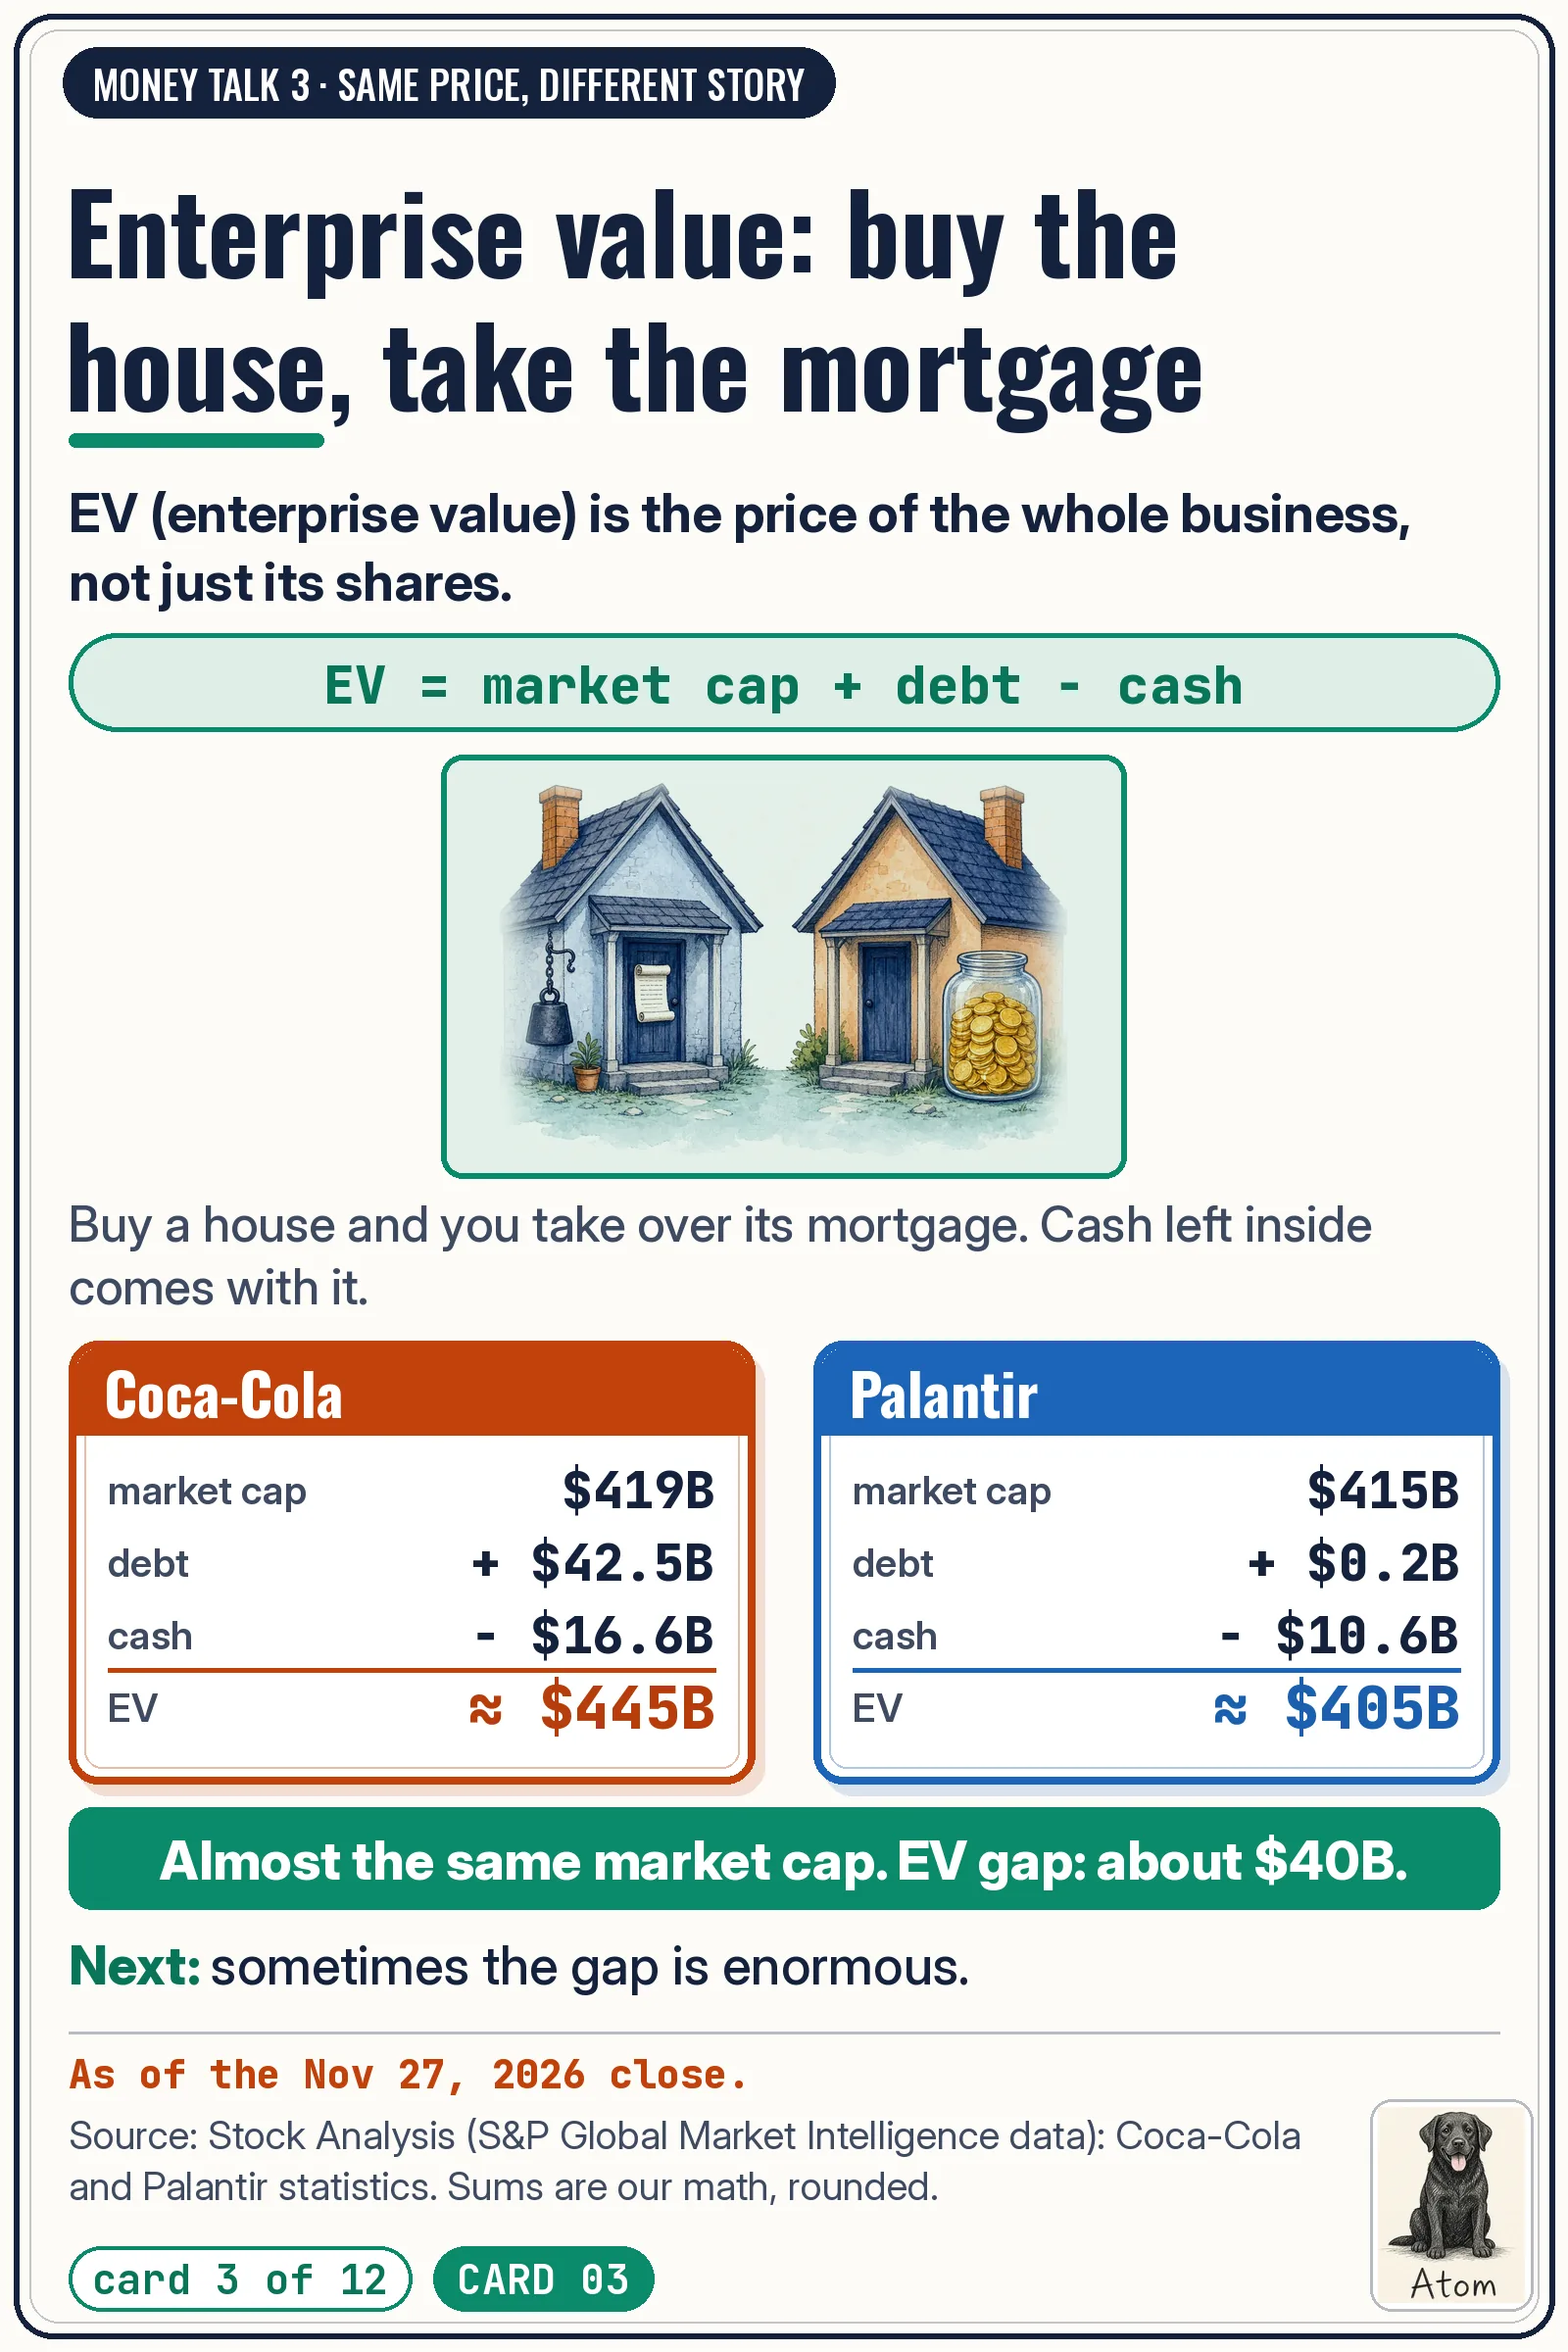 MONEY TALK 3 · SAME PRICE, DIFFERENT STORY
Enterprise value: buy the
house, take the mortgage
EV (enterprise value) is the price of the whole business,
not just its shares.
EV = market cap + debt - cash
Buy a house and you take over its mortgage. Cash left inside
comes with it.
Coca-Cola
market cap $419B
debt + $42.5B
cash - $16.6B
EV ≈ $445B
Palantir
market cap $415B
debt + $0.2B
cash - $10.6B
EV ≈ $405B
Almost the same market cap. EV gap: about $40B.
Next: sometimes the gap is enormous.
As of the Nov 27, 2026 close.
Source: Stock Analysis (S&P Global Market Intelligence data): Coca-Cola
and Palantir statistics. Sums are our math, rounded.
card 3 of 12
CARD 03
Atom